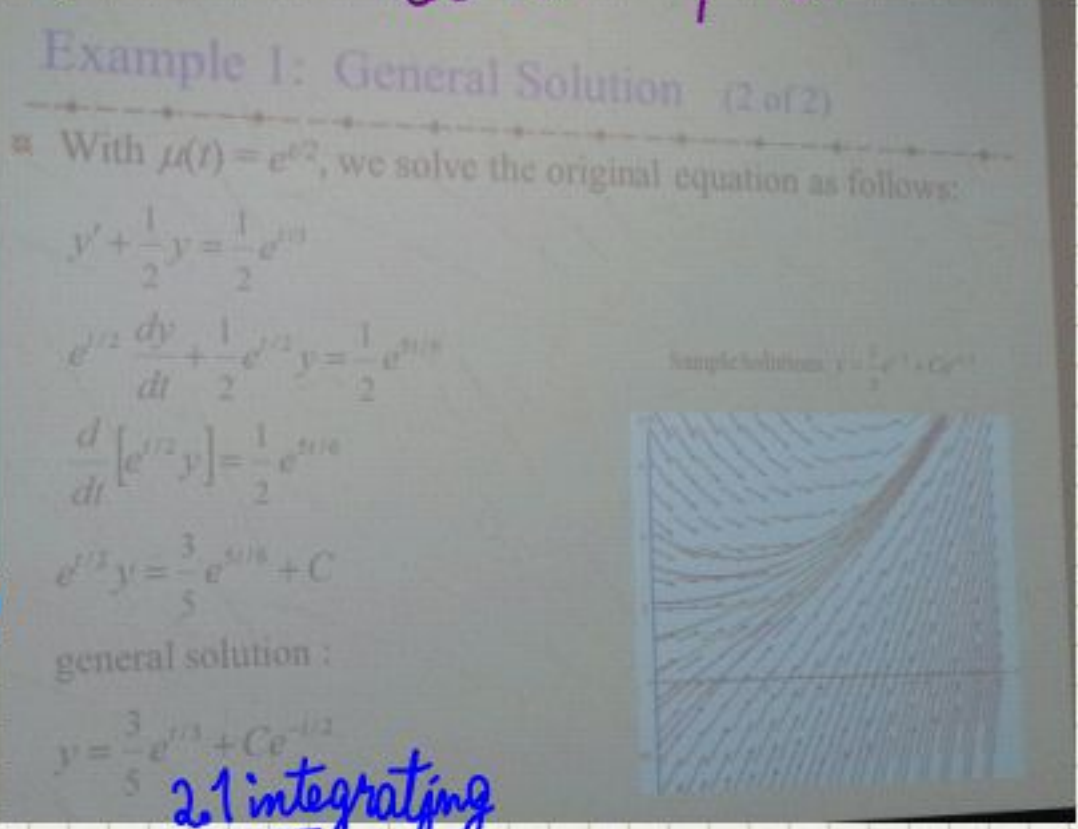 Example 1: General Solution (2 of 2)
With μ(t) = e^{t/2}, we solve the original equation as follows:
y' + 1/2 y = 1/2 e^{t/3}
e^{t/2} dy/dt + 1/2 e^{t/2} y = 1/2 e^{5t/6}
d/dt [e^{t/2} y] = 1/2 e^{5t/6}
e^{t/2} y = 3/5 e^{5t/6} + C
general solution :
y = 3/5 e^{t/3} + Ce^{-t/2}
Sample Solutions:
2.1 integrating